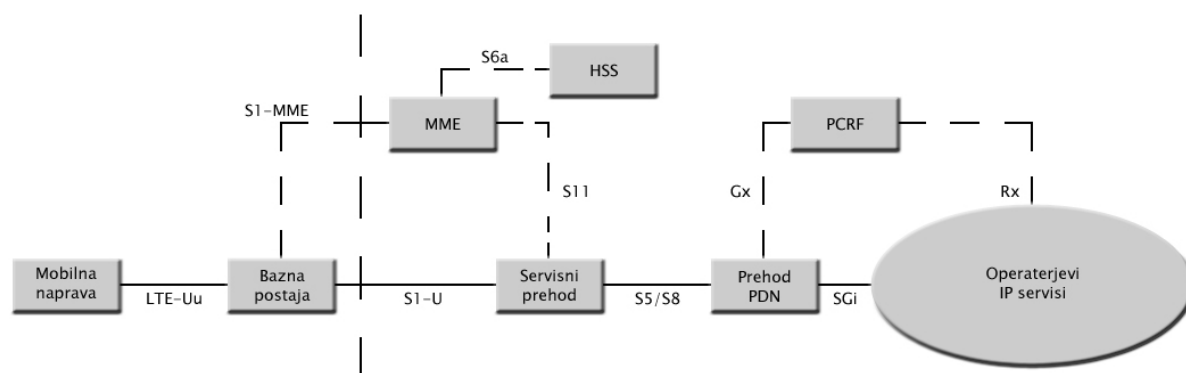 S6a
HSS
S1-MME
MME
PCRF
S11
Gx
Rx
Mobilna
naprava
LTE-Uu
Bazna
postaja
S1-U
Servisni
prehod
S5/S8
Prehod
PDN
SGi
Operaterjevi
IP servisi